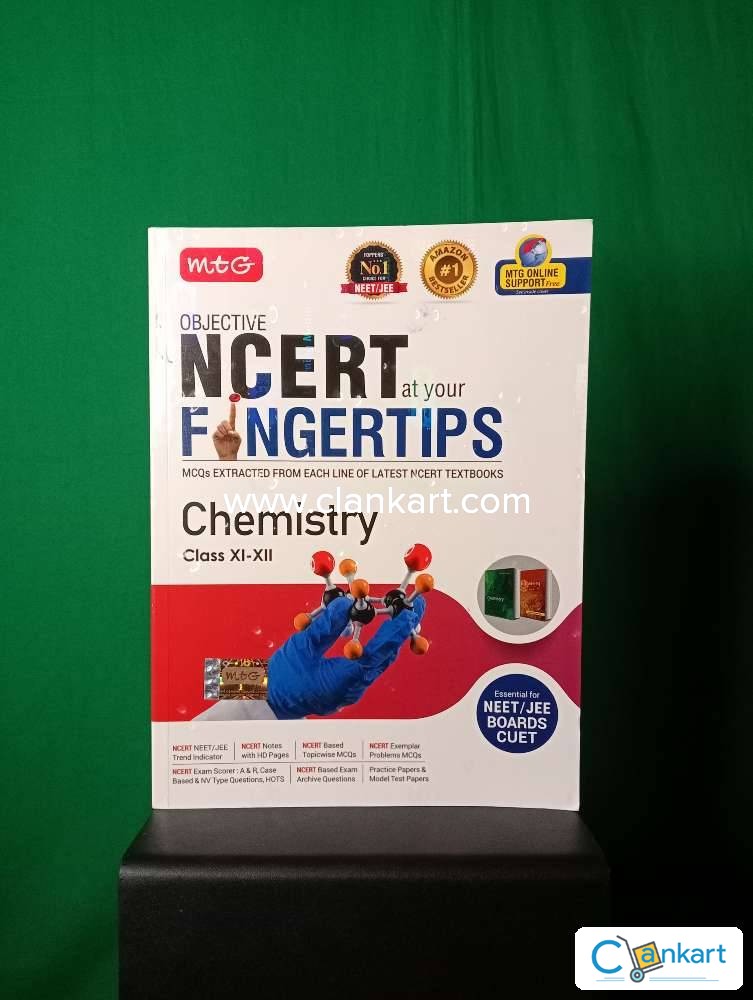 mtG
TOPPERS'
No.1
CHOICE FOR
NEET/JEE
AMAZON
#1
BESTSELLER
MTG ONLINE
SUPPORT Free
See inside cover
OBJECTIVE
NCERT at your
FINGERTIPS
MCQs EXTRACTED FROM EACH LINE OF LATEST NCERT TEXTBOOKS
www.clankart.com
Chemistry
Class XI-XII
Chemistry
mtG
Essential for
NEET/JEE
BOARDS
CUET
NCERT NEET/JEE
Trend Indicator
NCERT Notes
with HD Pages
NCERT Based
Topicwise MCQs
NCERT Exemplar
Problems MCQs
NCERT Exam Scorer : A & R, Case
Based & NV Type Questions, HOTS
NCERT Based Exam
Archive Questions
Practice Papers &
Model Test Papers
Clankart